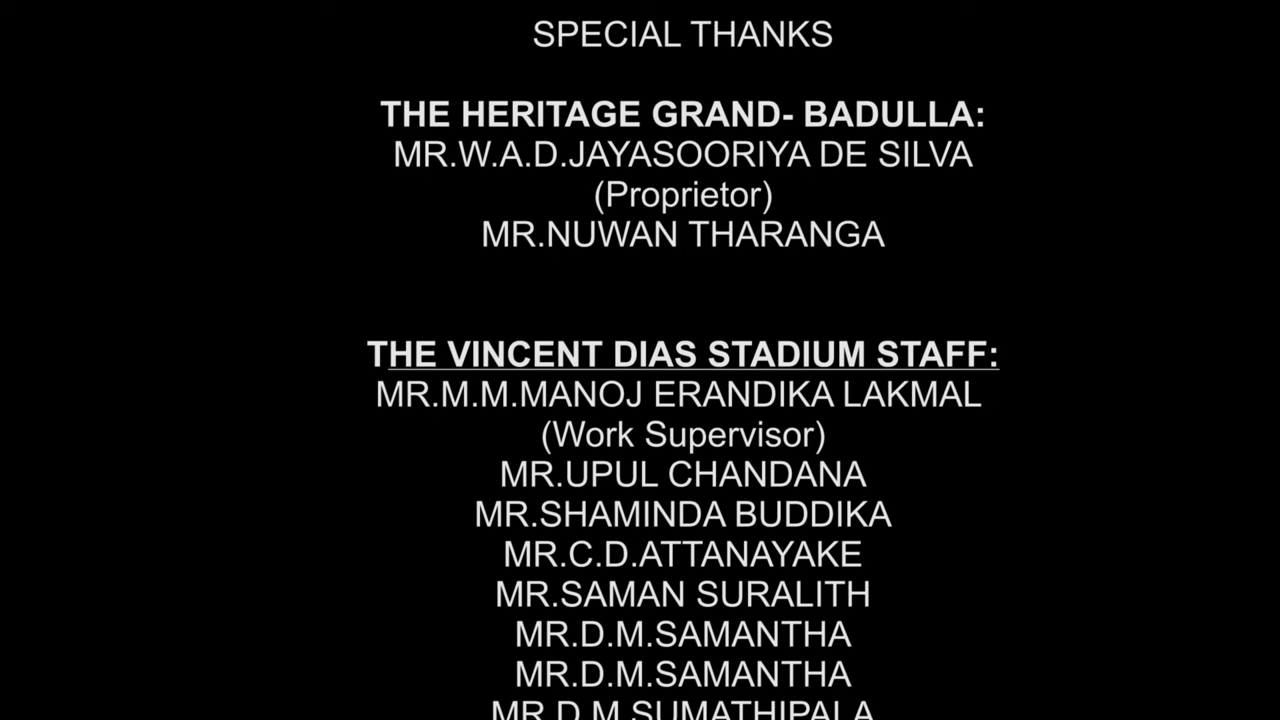 SPECIAL THANKS
THE HERITAGE GRAND- BADULLA:
MR.W.A.D.JAYASOORIYA DE SILVA
(Proprietor)
MR.NUWAN THARANGA
THE VINCENT DIAS STADIUM STAFF:
MR.M.M.MANOJ ERANDIKA LAKMAL
(Work Supervisor)
MR.UPUL CHANDANA
MR.SHAMINDA BUDDIKA
MR.C.D.ATTANAYAKE
MR.SAMAN SURALITH
MR.D.M.SAMANTHA
MR.D.M.SAMANTHA
MR.D.M.SUMATHIPALA